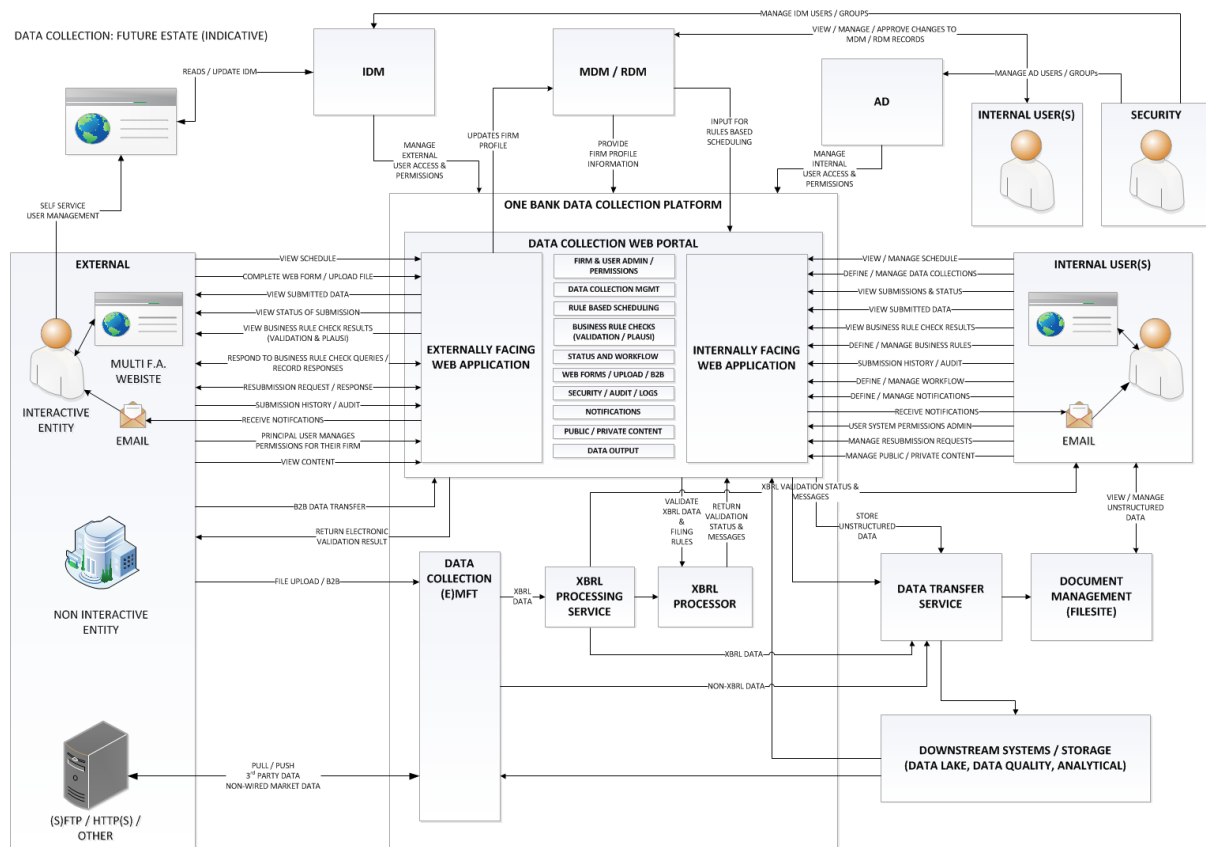 DATA COLLECTION: FUTURE ESTATE (INDICATIVE)
MANAGE IDM USERS / GROUPS
VIEW / MANAGE / APPROVE CHANGES TO
MDM / RDM RECORDS
READS / UPDATE IDM
IDM
MDM / RDM
AD
MANAGE AD USERS / GROUPs
INTERNAL USER(S)
SECURITY
UPDATES FIRM
PROFILE
INPUT FOR
RULES BASED
SCHEDULING
MANAGE
EXTERNAL
USER ACCESS &
PERMISSIONS
PROVIDE
FIRM PROFILE
INFORMATION
MANAGE
INTERNAL
USER ACCESS &
PERMISSIONS
SELF SERVICE
USER MANAGEMENT
ONE BANK DATA COLLECTION PLATFORM
DATA COLLECTION WEB PORTAL
EXTERNAL
INTERACTIVE
ENTITY
MULTI F.A.
WEBISTE
EMAIL
VIEW SCHEDULE
COMPLETE WEB FORM / UPLOAD FILE
VIEW SUBMITTED DATA
VIEW STATUS OF SUBMISSION
VIEW BUSINESS RULE CHECK RESULTS
(VALIDATION & PLAUSI)
RESPOND TO BUSINESS RULE CHECK QUERIES /
RECORD RESPONSES
RESUBMISSION REQUEST / RESPONSE
SUBMISSION HISTORY / AUDIT
RECEIVE NOTIFICATIONS
PRINCIPAL USER MANAGES
PERMISSIONS FOR THEIR FIRM
VIEW CONTENT
EXTERNALLY FACING
WEB APPLICATION
FIRM & USER ADMIN /
PERMISSIONS
DATA COLLECTION MGMT
RULE BASED SCHEDULING
BUSINESS RULE CHECKS
(VALIDATION / PLAUSI)
STATUS AND WORKFLOW
WEB FORMS / UPLOAD / B2B
SECURITY / AUDIT / LOGS
NOTIFICATIONS
PUBLIC / PRIVATE CONTENT
DATA OUTPUT
INTERNALLY FACING
WEB APPLICATION
VIEW / MANAGE SCHEDULE
DEFINE / MANAGE DATA COLLECTIONS
VIEW SUBMISSIONS & STATUS
VIEW SUBMITTED DATA
VIEW BUSINESS RULE CHECK RESULTS
DEFINE / MANAGE BUSINESS RULES
SUBMISSION HISTORY / AUDIT
DEFINE / MANAGE WORKFLOW
DEFINE / MANAGE NOTIFICATIONS
RECEIVE NOTIFICATIONS
USER SYSTEM PERMISSIONS ADMIN
MANAGE RESUBMISSION REQUESTS
MANAGE PUBLIC / PRIVATE CONTENT
INTERNAL USER(S)
EMAIL
B2B DATA TRANSFER
RETURN ELECTRONIC
VALIDATION RESULT
VALIDATE
XBRL DATA
&
FILING
RULES
RETURN
VALIDATION
STATUS &
MESSAGES
XBRL VALIDATION STATUS &
MESSAGES
STORE
UNSTRUCTURED
DATA
VIEW / MANAGE
UNSTRUCTURED
DATA
NON INTERACTIVE
ENTITY
FILE UPLOAD / B2B
DATA
COLLECTION
(E)MFT
XBRL
DATA
XBRL
PROCESSING
SERVICE
XBRL
PROCESSOR
DATA TRANSFER
SERVICE
DOCUMENT
MANAGEMENT
(FILESITE)
XBRL DATA
NON-XBRL DATA
PULL / PUSH
3rd PARTY DATA
NON-WIRED MARKET DATA
DOWNSTREAM SYSTEMS / STORAGE
(DATA LAKE, DATA QUALITY, ANALYTICAL)
(S)FTP / HTTP(S) /
OTHER